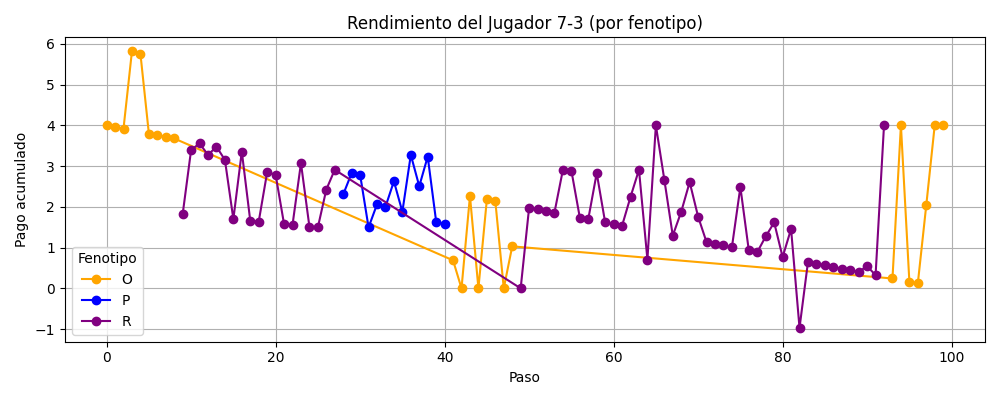 Rendimiento del Jugador 7-3 (por fenotipo)
Pago acumulado
6
5
4
3
2
1
0
−1
Fenotipo
O
P
R
0 20 40 60 80 100
Paso